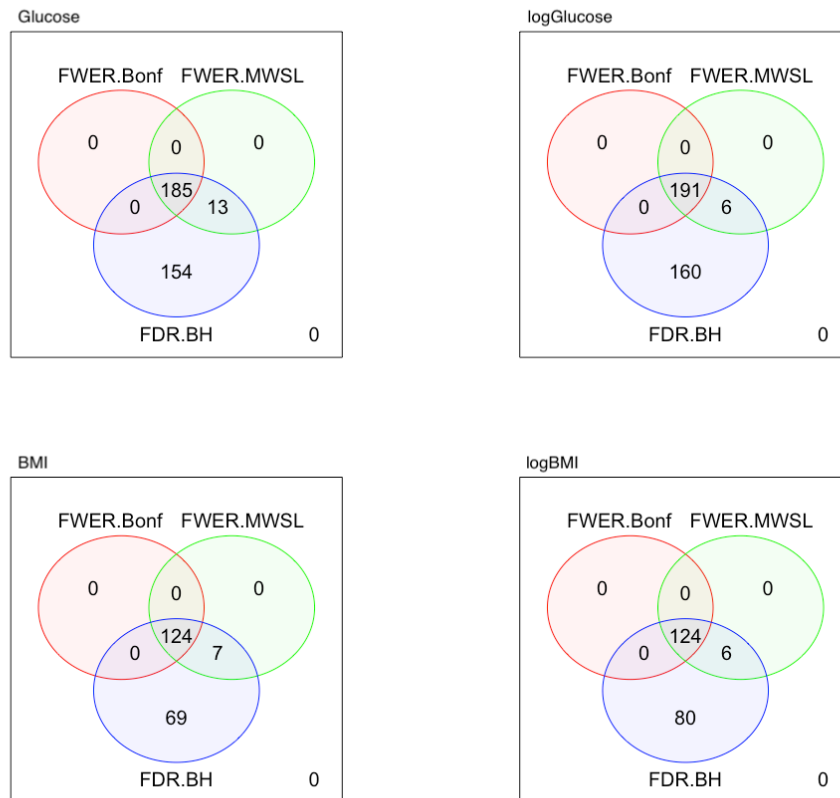 Glucose
FWER.Bonf FWER.MWSL
0 0 0
185
0 13
154
FDR.BH 0
logGlucose
FWER.Bonf FWER.MWSL
0 0 0
191
0 6
160
FDR.BH 0
BMI
FWER.Bonf FWER.MWSL
0 0 0
124
0 7
69
FDR.BH 0
logBMI
FWER.Bonf FWER.MWSL
0 0 0
124
0 6
80
FDR.BH 0